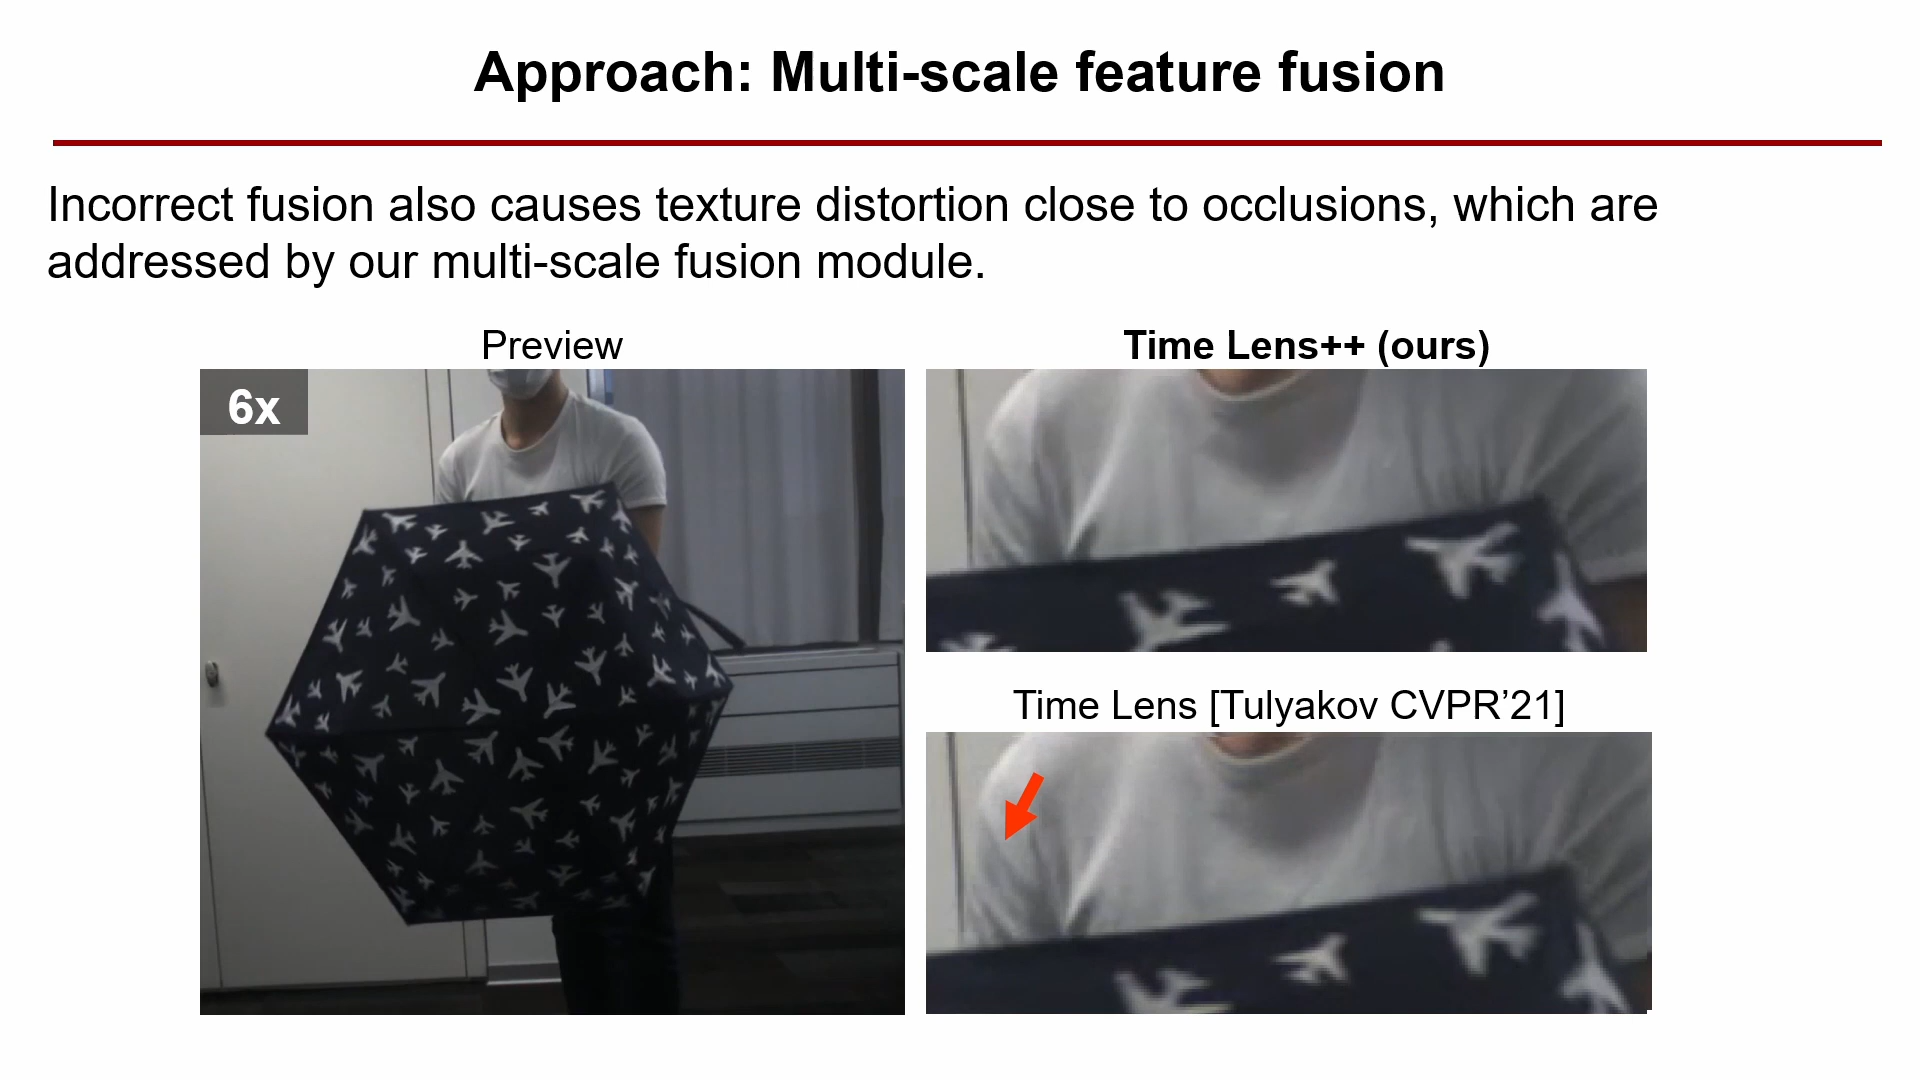 Approach: Multi-scale feature fusion
Incorrect fusion also causes texture distortion close to occlusions, which are
addressed by our multi-scale fusion module.
Preview
6x
Time Lens++ (ours)
Time Lens [Tulyakov CVPR’21]